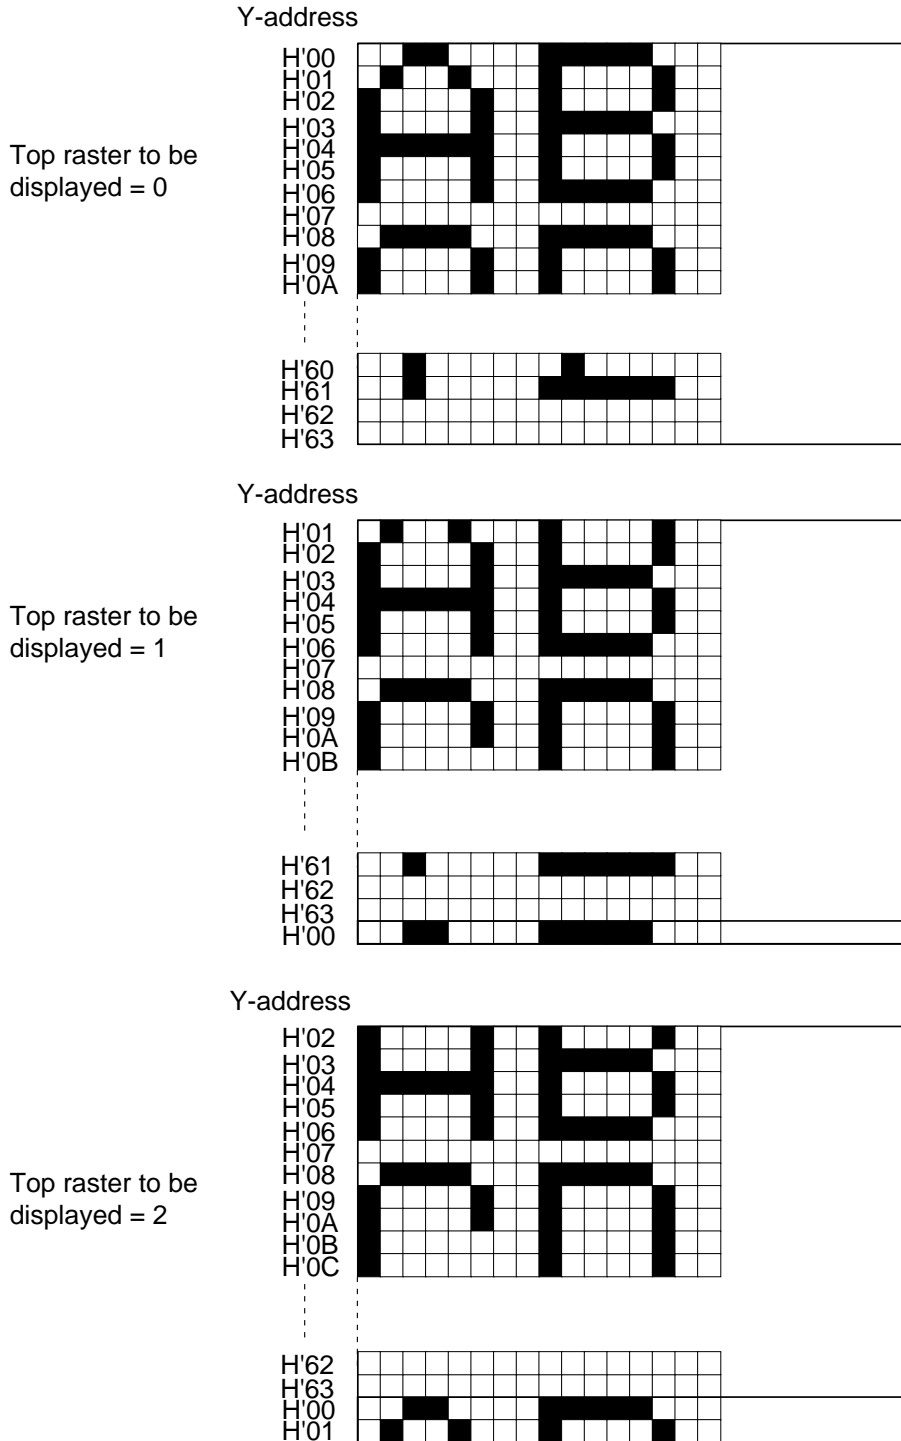 Y-address
H'00
H'01
H'02
H'03
H'04
H'05
H'06
H'07
H'08
H'09
H'0A
Top raster to be
displayed = 0
H'60
H'61
H'62
H'63
Y-address
H'01
H'02
H'03
H'04
H'05
H'06
H'07
H'08
H'09
H'0A
H'0B
Top raster to be
displayed = 1
H'61
H'62
H'63
H'00
Y-address
H'02
H'03
H'04
H'05
H'06
H'07
H'08
H'09
H'0A
H'0B
H'0C
Top raster to be
displayed = 2
H'62
H'63
H'00
H'01